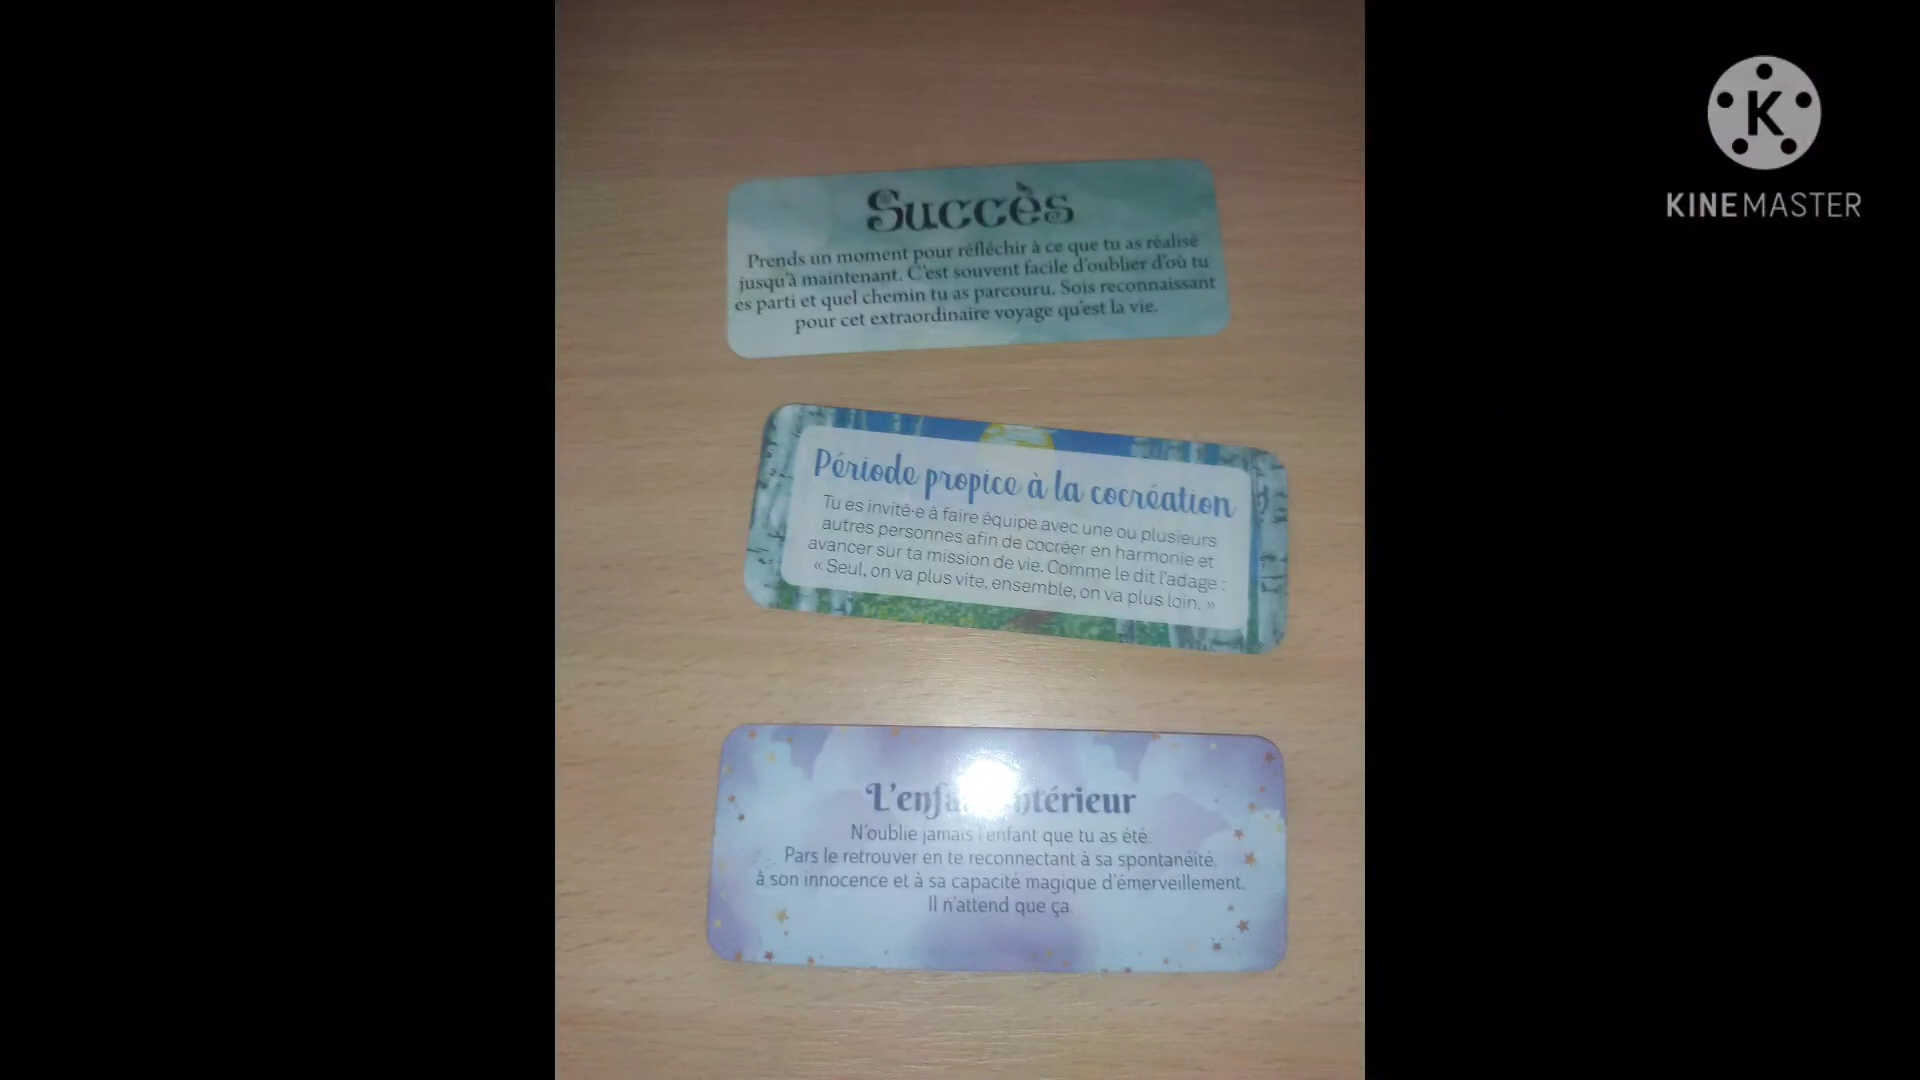 Succès
Prends un moment pour réfléchir à ce que tu as réalisé
jusqu'à maintenant. C'est souvent facile d'oublier d'où tu
es parti et quel chemin tu as parcouru. Sois reconnaissant
pour cet extraordinaire voyage qu'est la vie.
Période propice à la cocréation
Tu es invité·e à faire équipe avec une ou plusieurs
autres personnes afin de cocréer en harmonie et
avancer sur ta mission de vie. Comme le dit l'adage :
« Seul, on va plus vite, ensemble, on va plus loin. »
L'enfant intérieur
N'oublie jamais l'enfant que tu as été.
Pars le retrouver en te reconnectant à sa spontanéité,
à son innocence et à sa capacité magique d'émerveillement.
Il n'attend que ça.
K
KINEMASTER